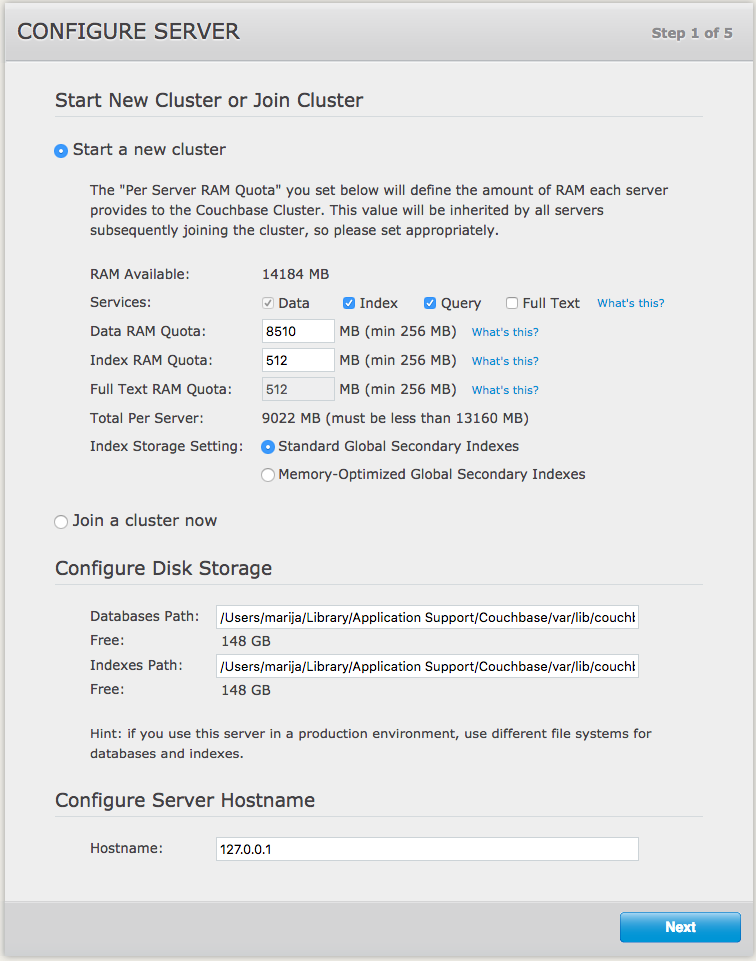 CONFIGURE SERVER
Step 1 of 5
Start New Cluster or Join Cluster
Start a new cluster
The "Per Server RAM Quota" you set below will define the amount of RAM each server
provides to the Couchbase Cluster. This value will be inherited by all servers
subsequently joining the cluster, so please set appropriately.
RAM Available: 14184 MB
Services: Data Index Query Full Text What's this?
Data RAM Quota: 8510 MB (min 256 MB) What's this?
Index RAM Quota: 512 MB (min 256 MB) What's this?
Full Text RAM Quota: 512 MB (min 256 MB) What's this?
Total Per Server: 9022 MB (must be less than 13160 MB)
Index Storage Setting: Standard Global Secondary Indexes
Memory-Optimized Global Secondary Indexes
Join a cluster now
Configure Disk Storage
Databases Path: /Users/marija/Library/Application Support/Couchbase/var/lib/couchb
Free: 148 GB
Indexes Path: /Users/marija/Library/Application Support/Couchbase/var/lib/couchb
Free: 148 GB
Hint: if you use this server in a production environment, use different file systems for
databases and indexes.
Configure Server Hostname
Hostname: 127.0.0.1
Next